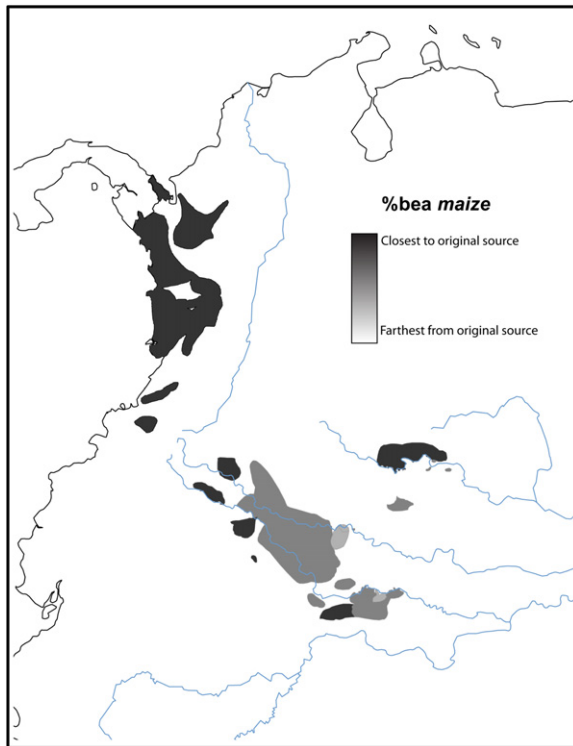 %bea maize
Closest to original source
Farthest from original source